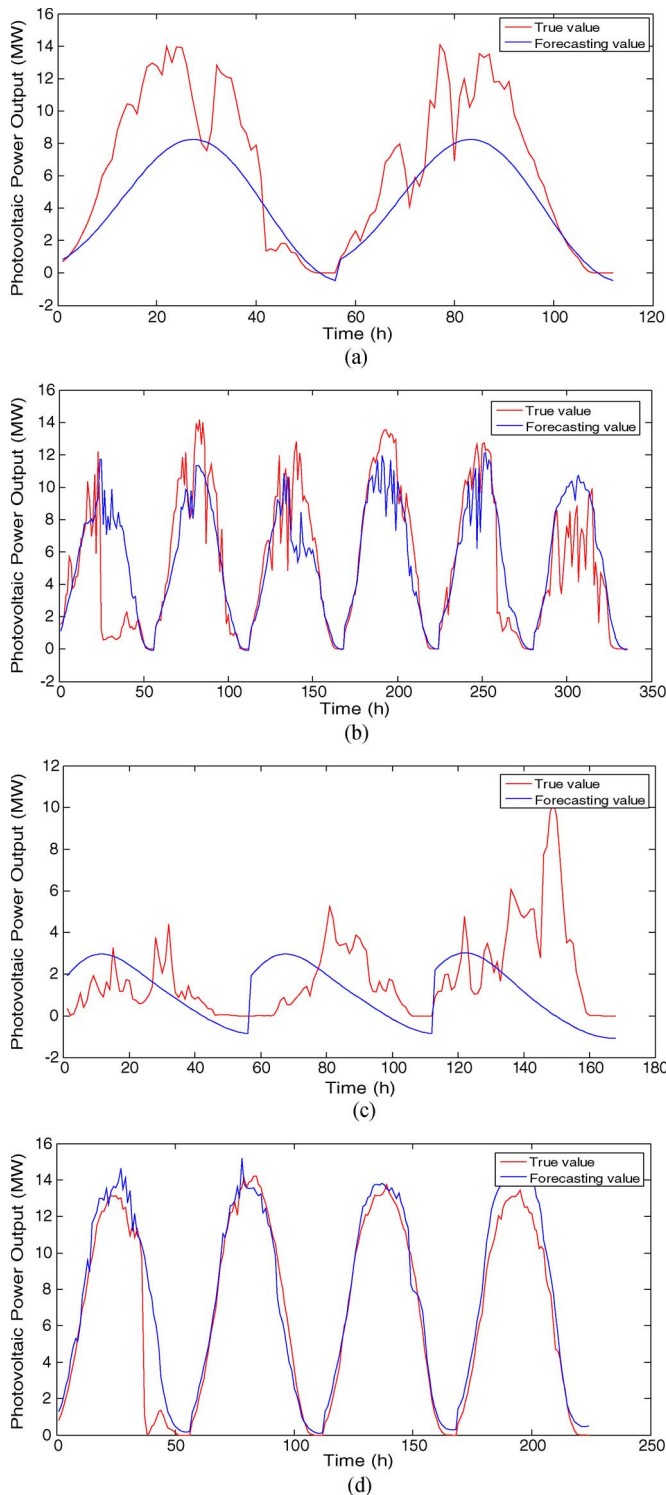 Photovoltaic Power Output (MW)
16
14
12
10
8
6
4
2
0
-2
True value
Forecasting value
0 20 40 60 80 100 120
Time (h)
(a)
Photovoltaic Power Output (MW)
16
14
12
10
8
6
4
2
0
-2
True value
Forecasting value
0 50 100 150 200 250 300 350
Time (h)
(b)
Photovoltaic Power Output (MW)
12
10
8
6
4
2
0
-2
True value
Forecasting value
0 20 40 60 80 100 120 140 160 180
Time (h)
(c)
Photovoltaic Power Output (MW)
16
14
12
10
8
6
4
2
0
True value
Forecasting value
0 50 100 150 200 250
Time (h)
(d)